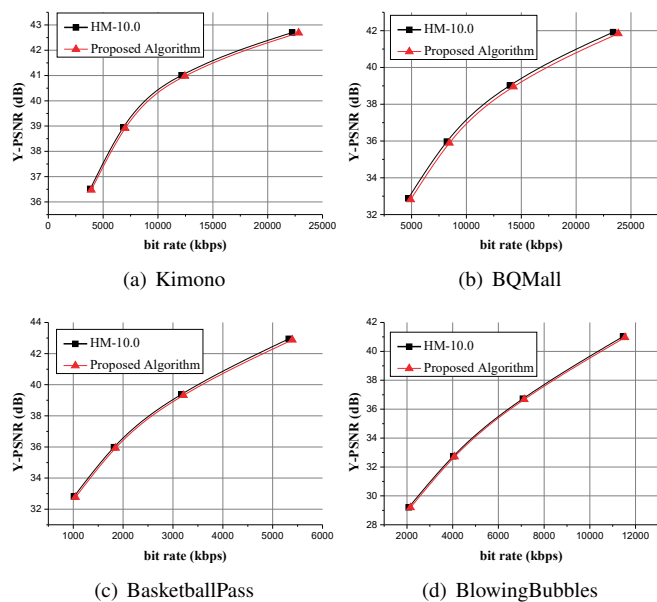 43
42
41
40
39
38
37
36
Y-PSNR (dB)
HM-10.0
Proposed Algorithm
0 5000 10000 15000 20000 25000
bit rate (kbps)
(a) Kimono
42
40
38
36
34
32
Y-PSNR (dB)
HM-10.0
Proposed Algorithm
5000 10000 15000 20000 25000
bit rate (kbps)
(b) BQMall
44
42
40
38
36
34
32
Y-PSNR (dB)
HM-10.0
Proposed Algorithm
1000 2000 3000 4000 5000 6000
bit rate (kbps)
(c) BasketballPass
42
40
38
36
34
32
30
28
Y-PSNR (dB)
HM-10.0
Proposed Algorithm
2000 4000 6000 8000 10000 12000
bit rate (kbps)
(d) BlowingBubbles